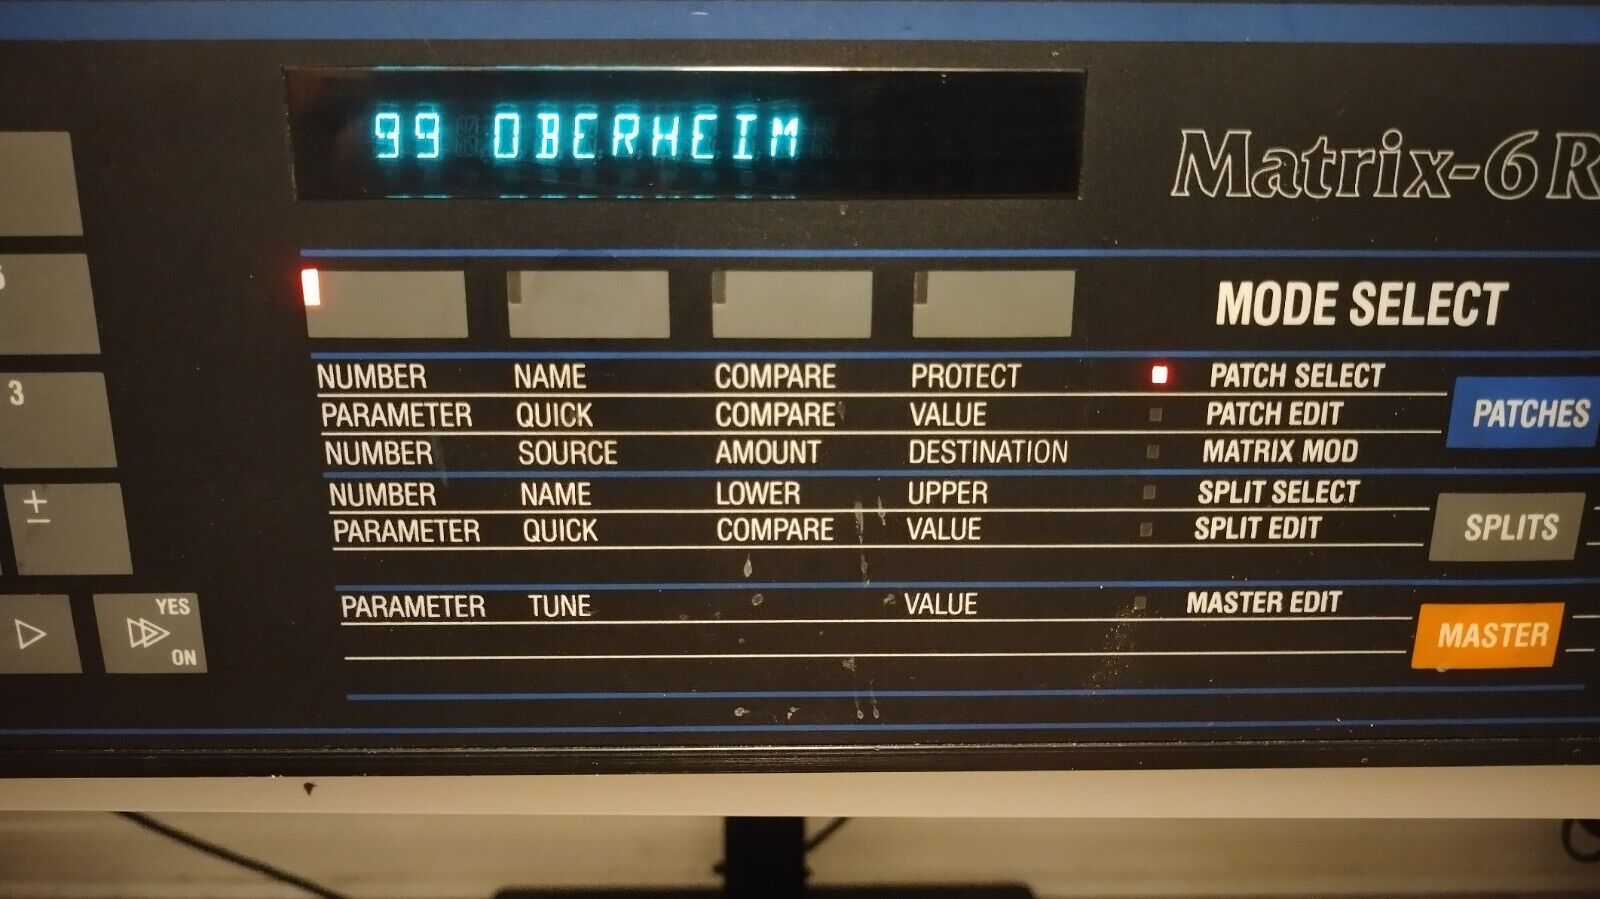 99 OBERHEIM
Matrix-6R
MODE SELECT
NUMBER NAME COMPARE PROTECT PATCH SELECT
PARAMETER QUICK COMPARE VALUE PATCH EDIT
PATCHES
NUMBER SOURCE AMOUNT DESTINATION MATRIX MOD
NUMBER NAME LOWER UPPER SPLIT SELECT
PARAMETER QUICK COMPARE VALUE SPLIT EDIT
SPLITS
PARAMETER TUNE VALUE MASTER EDIT
MASTER
3
+
−
YES
ON